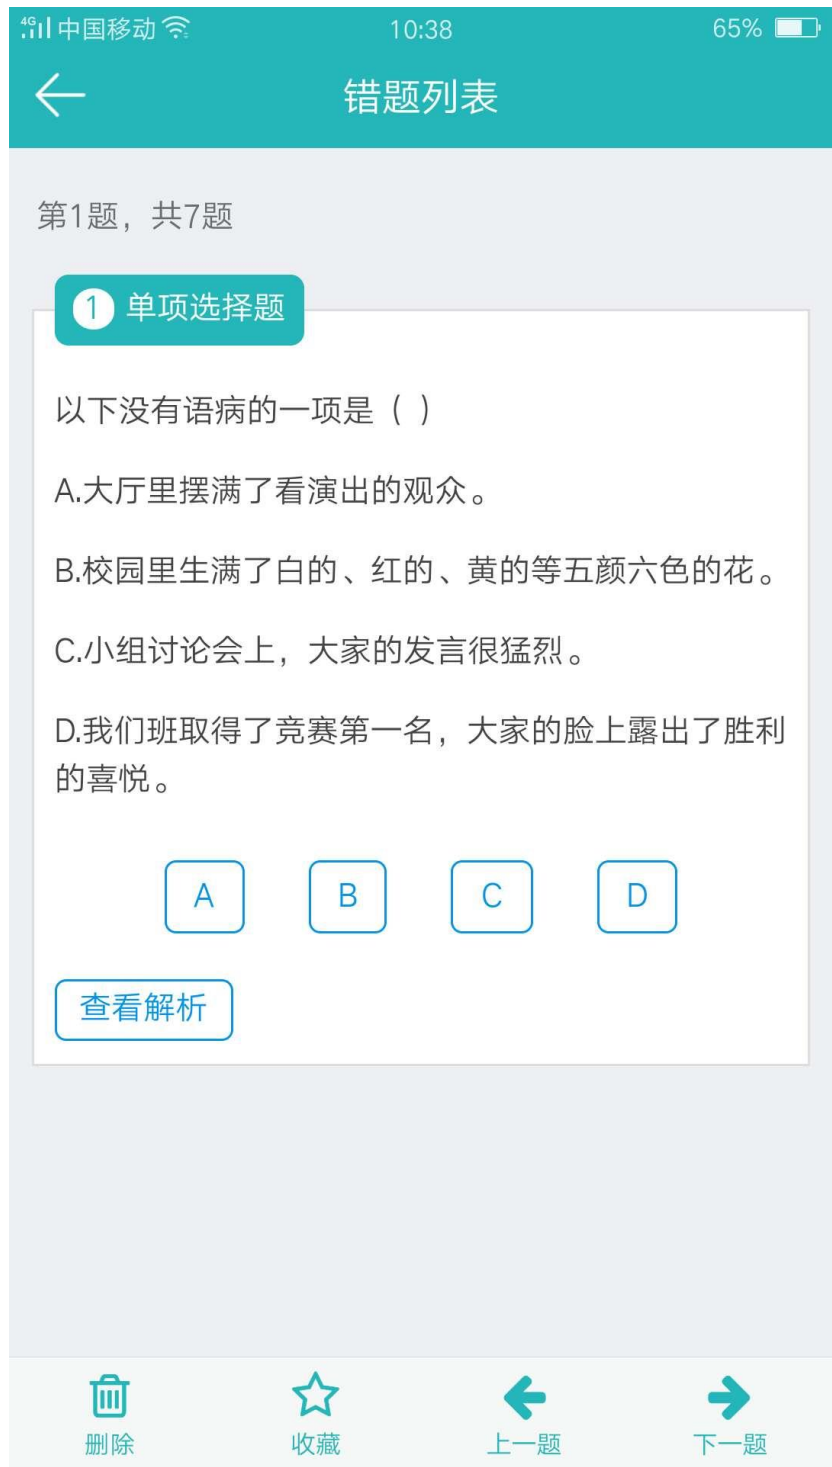 4G 中国移动 10:38 65%
错题列表
第1题，共7题
1 单项选择题
以下没有语病的一项是（ ）
A.大厅里摆满了看演出的观众。
B.校园里生满了白的、红的、黄的等五颜六色的花。
C.小组讨论会上，大家的发言很猛烈。
D.我们班取得了竞赛第一名，大家的脸上露出了胜利
的喜悦。
A B C D
查看解析
删除 收藏 上一题 下一题